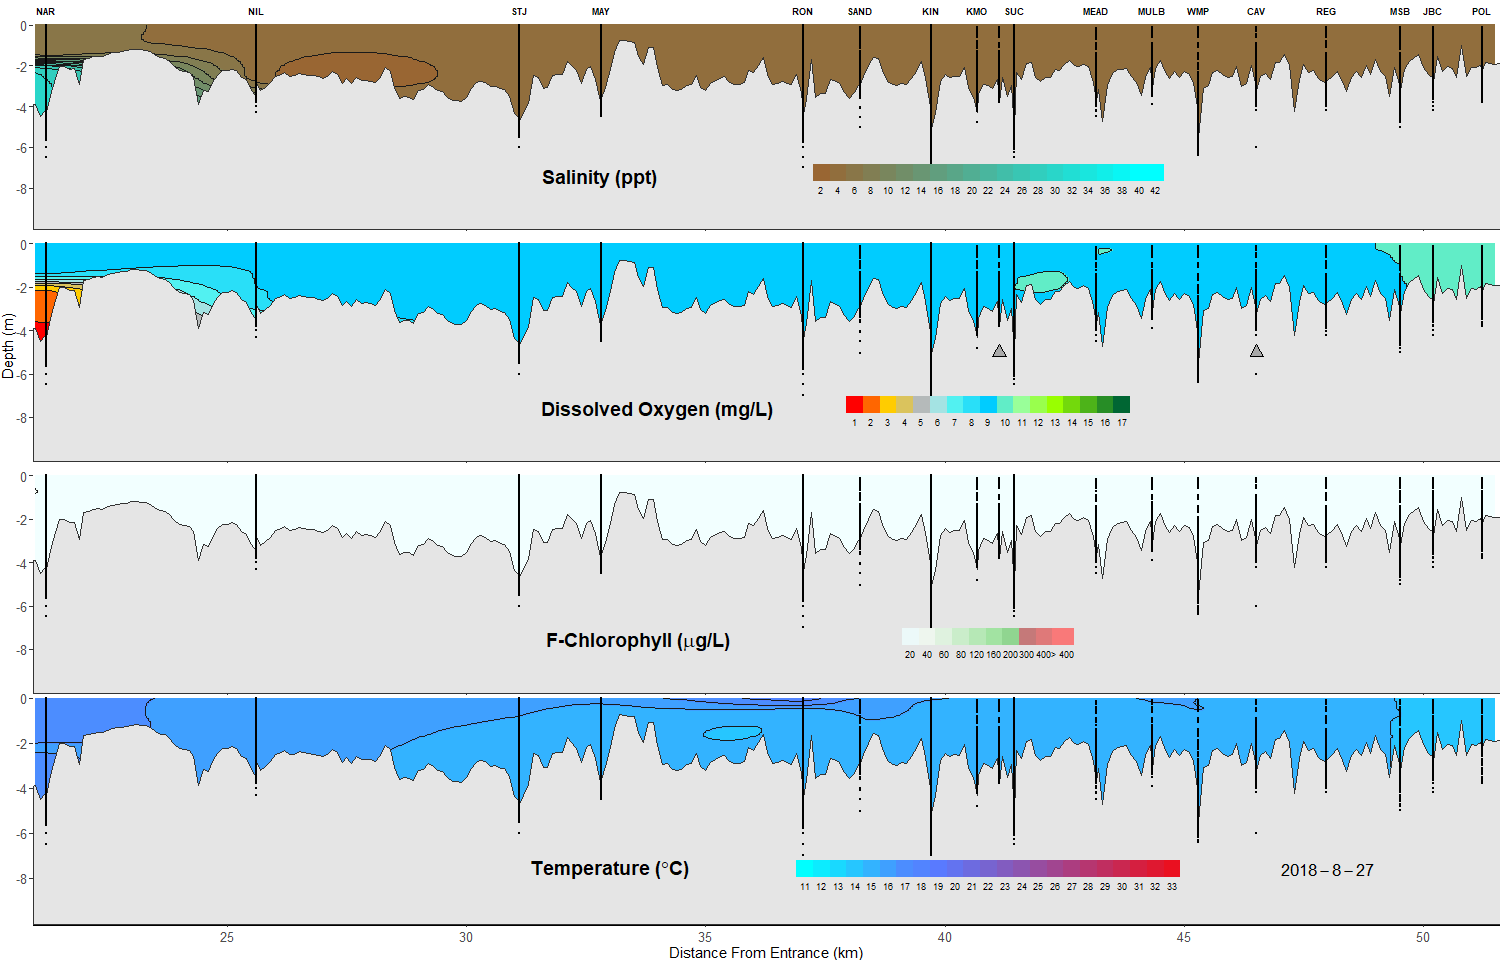 NAR NIL STJ MAY RON SAND KIN KMO SUC MEAD MULB WMP CAV REG MSB JBC POL
0
-2
-4
-6
-8
Salinity (ppt)
2 4 6 8 10 12 14 16 18 20 22 24 26 28 30 32 34 36 38 40 42
0
-2
-4
-6
-8
Depth (m)
Dissolved Oxygen (mg/L)
1 2 3 4 5 6 7 8 9 10 11 12 13 14 15 16 17
0
-2
-4
-6
-8
F-Chlorophyll (μg/L)
20 40 60 80 120 160 200 300 400> 400
0
-2
-4
-6
-8
Temperature (°C)
11 12 13 14 15 16 17 18 19 20 21 22 23 24 25 26 27 28 29 30 31 32 33
2018–8–27
25 30 35 40 45 50
Distance From Entrance (km)